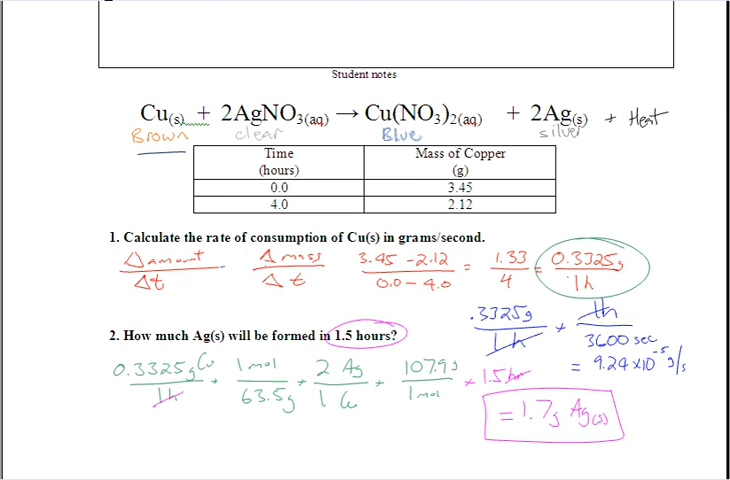 Student notes
Cu(s) + 2AgNO3(aq) → Cu(NO3)2(aq) + 2Ag(s) + Heat
Brown clear Blue silver
Time (hours) Mass of Copper (g)
0.0 3.45
4.0 2.12
1. Calculate the rate of consumption of Cu(s) in grams/second.
Δ amount / Δt Δ mass / Δ t 3.45 - 2.12 / 0.0 - 4.0 = 1.33 / 4 = 0.3325g / 1h
.3325g / 1h * 1h / 3600 sec
= 9.24 x 10^-5 g/s
2. How much Ag(s) will be formed in 1.5 hours?
0.3325g Cu / 1h * 1 mol / 63.5g * 2 Ag / 1 Cu * 107.9g / 1 mol * 1.5 hr
= 1.7g Ag(s)